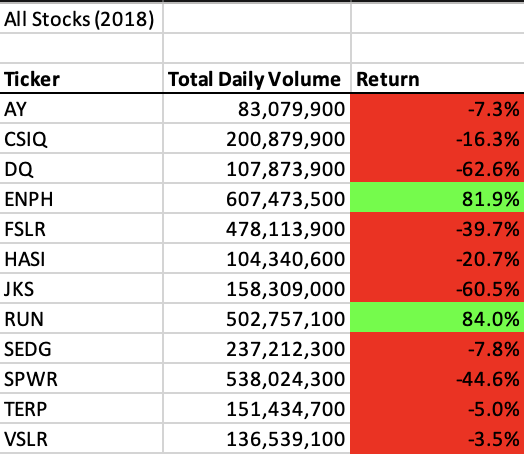 All Stocks (2018)
Ticker Total Daily Volume Return
AY 83,079,900 -7.3%
CSIQ 200,879,900 -16.3%
DQ 107,873,900 -62.6%
ENPH 607,473,500 81.9%
FSLR 478,113,900 -39.7%
HASI 104,340,600 -20.7%
JKS 158,309,000 -60.5%
RUN 502,757,100 84.0%
SEDG 237,212,300 -7.8%
SPWR 538,024,300 -44.6%
TERP 151,434,700 -5.0%
VSLR 136,539,100 -3.5%